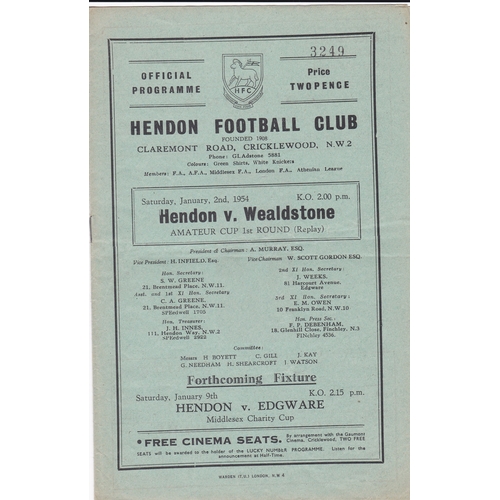 3249
OFFICIAL PROGRAMME
HFC
Price TWOPENCE
HENDON FOOTBALL CLUB
FOUNDED 1908
CLAREMONT ROAD, CRICKLEWOOD, N.W.2
Phone: GLAdstone 5881
Colours: Green Shirts, White Knickers
Members: F.A., A.F.A., Middlesex F.A., London F.A., Athenian League
Saturday, January, 2nd, 1954 K.O. 2.00 p.m.
Hendon v. Wealdstone
AMATEUR CUP 1st ROUND (Replay)
President & Chairman: A. MURRAY, ESQ.
Vice President: H. INFIELD, Esq.
Vice Chairman: W. SCOTT GORDON ESQ.
Hon. Secretary:
S. W. GREENE
21, Brentmead Place, N.W.11
Asst. and 1st XI Hon. Secretary:
C. A. GREENE,
21, Brentmead Place, N.W.11.
SPEedwell 1703.
Hon. Treasurer:
J. H. INNES,
111, Hendon Way, N.W.2
SPEedwell 2922
2nd XI Hon. Secretary:
J. WEEKS,
81 Harcourt Avenue,
Edgware
3rd XI Hon. Secretary:
E. M. OWEN
10 Franklyn Road, N.W.10
Hon. Press Sec.:
F. P. DEBENHAM,
18, Glenhill Close, Finchley, N.3
FINchley 4536.
Committee:
Messrs H BOYETT C. GILL J. KAY
G. NEEDHAM H. SHEARCROFT J WATSON
Forthcoming Fixture
Saturday, January 9th K.O. 2.15 p.m.
HENDON v. EDGWARE
Middlesex Charity Cup
• FREE CINEMA SEATS. By arrangement with the Gaumont Cinema, Cricklewood, TWO FREE
SEATS will be awarded to the holder of the LUCKY NUMBER PROGRAMME. Listen for the
announcement at Half-Time.
WARDEN (T.U.) LONDON, N.W.6